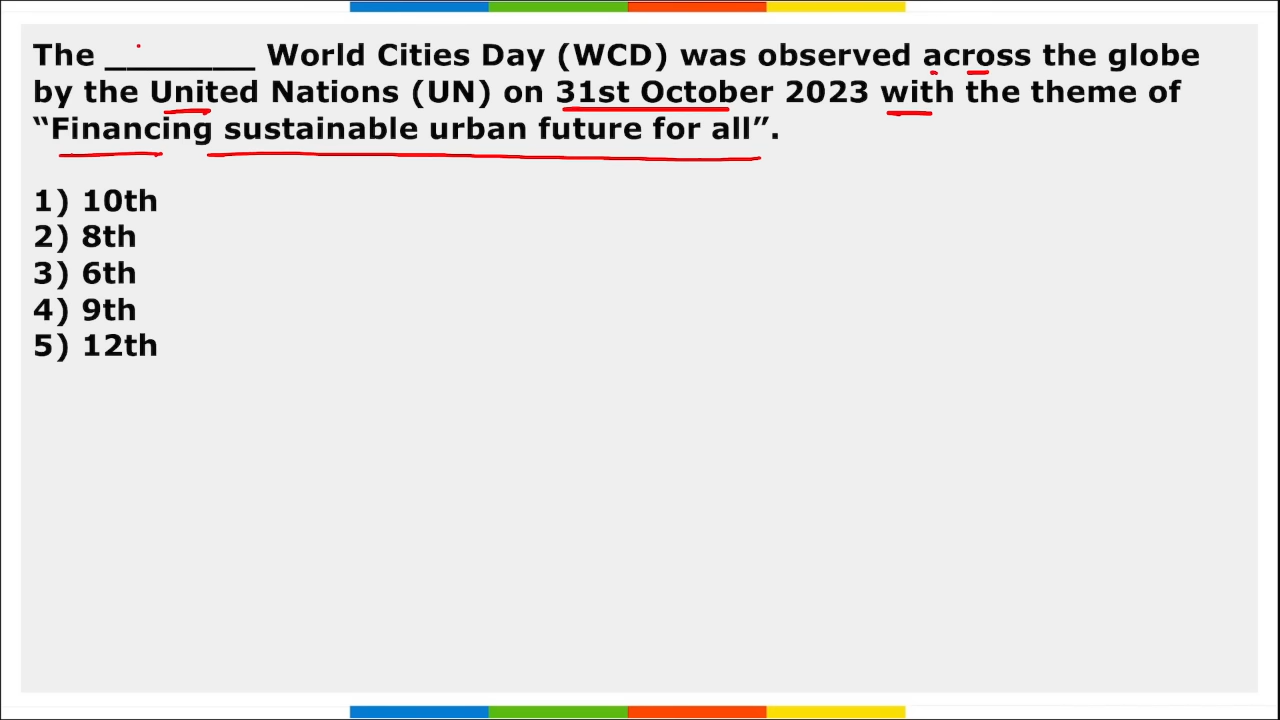 The _________ World Cities Day (WCD) was observed across the globe
by the United Nations (UN) on 31st October 2023 with the theme of
“Financing sustainable urban future for all”.
1) 10th
2) 8th
3) 6th
4) 9th
5) 12th